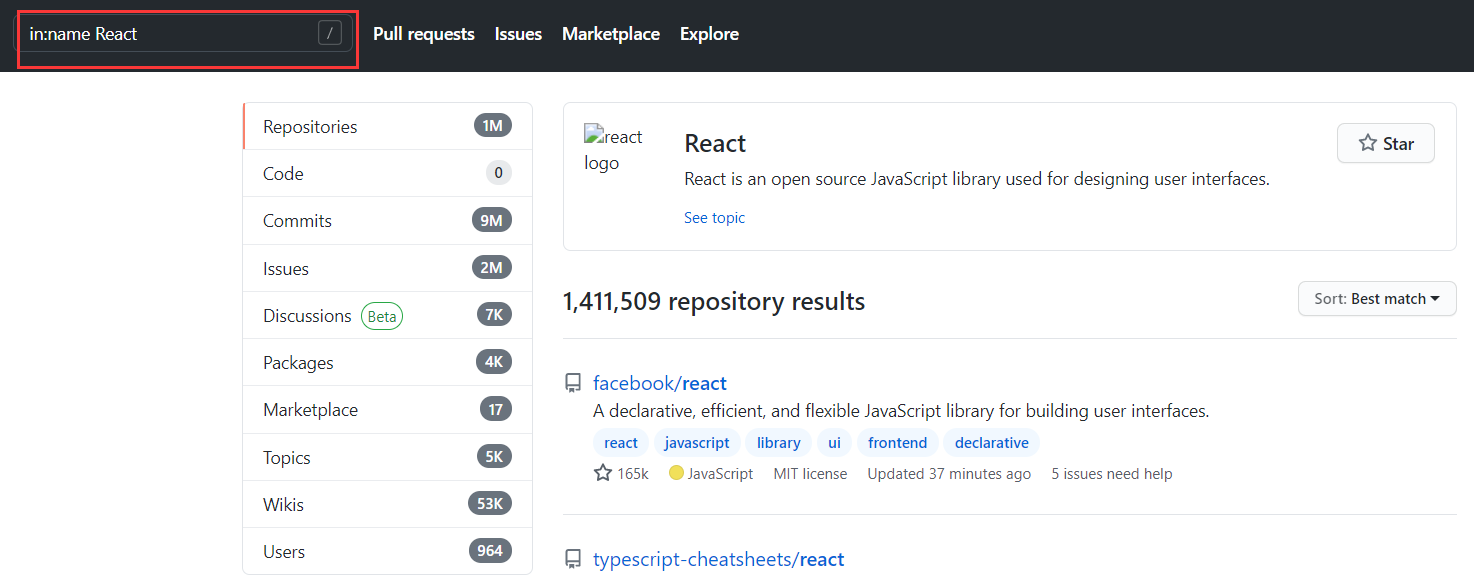 in:name React /
Pull requests Issues Marketplace Explore
Repositories 1M
Code 0
Commits 9M
Issues 2M
Discussions Beta 7K
Packages 4K
Marketplace 17
Topics 5K
Wikis 53K
Users 964
react
logo
React
Star
React is an open source JavaScript library used for designing user interfaces.
See topic
1,411,509 repository results
Sort: Best match
facebook/react
A declarative, efficient, and flexible JavaScript library for building user interfaces.
react javascript library ui frontend declarative
165k JavaScript MIT license Updated 37 minutes ago 5 issues need help
typescript-cheatsheets/react